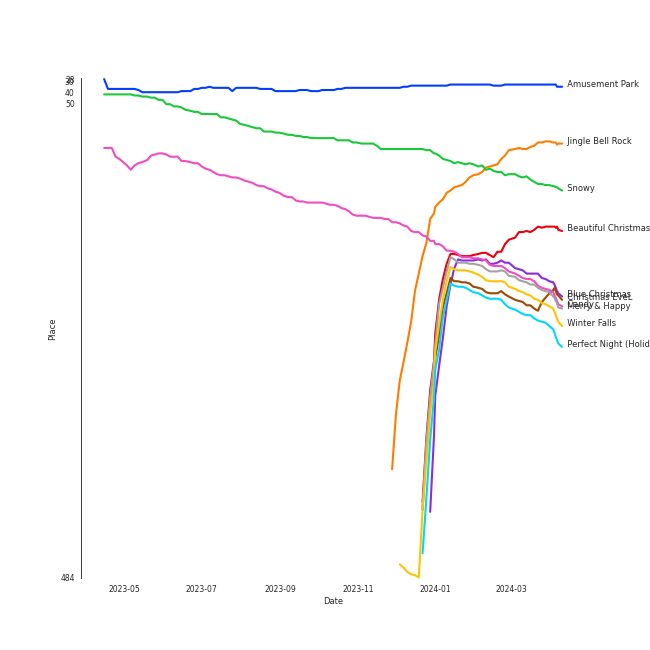 28
30
40
50
484
Place
2023-05
2023-07
2023-09
2023-11
2024-01
2024-03
Date
Amusement Park
Jingle Bell Rock
Snowy
Beautiful Christmas
Blue Christmas
Christmas EveL
Candy
Merry & Happy
Winter Falls
Perfect Night (Holid